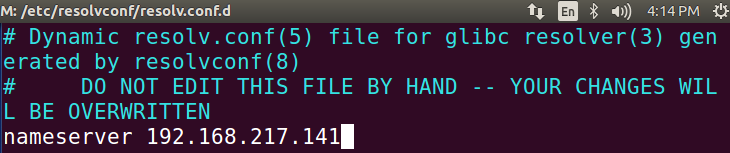 M: /etc/resolvconf/resolv.conf.d En 4:14 PM
# Dynamic resolv.conf(5) file for glibc resolver(3) gen
erated by resolvconf(8)
#     DO NOT EDIT THIS FILE BY HAND -- YOUR CHANGES WIL
L BE OVERWRITTEN
nameserver 192.168.217.141